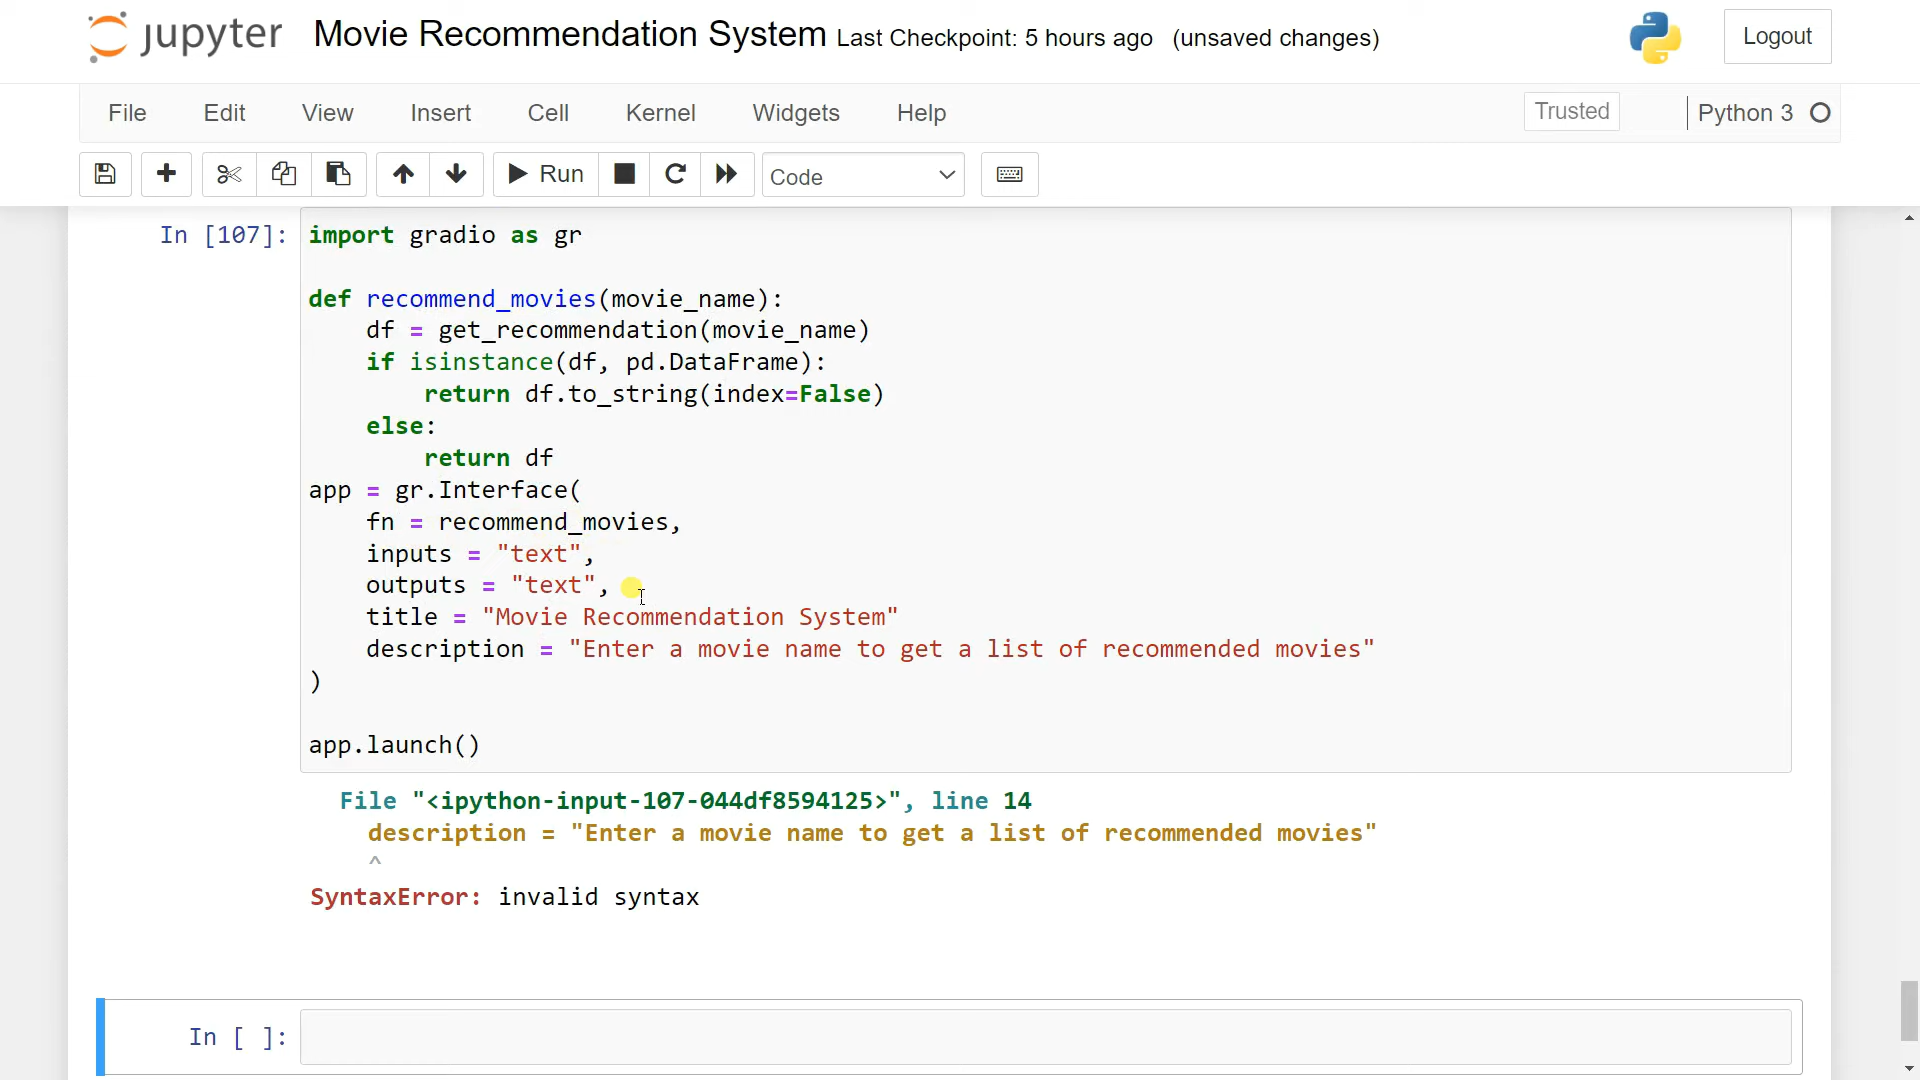 jupyter Movie Recommendation System Last Checkpoint: 5 hours ago (unsaved changes) Logout
File Edit View Insert Cell Kernel Widgets Help Trusted Python 3
Run Code
In [107]: import gradio as gr
def recommend_movies(movie_name):
    df = get_recommendation(movie_name)
    if isinstance(df, pd.DataFrame):
        return df.to_string(index=False)
    else:
        return df
app = gr.Interface(
    fn = recommend_movies,
    inputs = "text",
    outputs = "text",
    title = "Movie Recommendation System"
    description = "Enter a movie name to get a list of recommended movies"
)
app.launch()
File "<ipython-input-107-044df8594125>", line 14
    description = "Enter a movie name to get a list of recommended movies"
    ^
SyntaxError: invalid syntax
In [ ]: